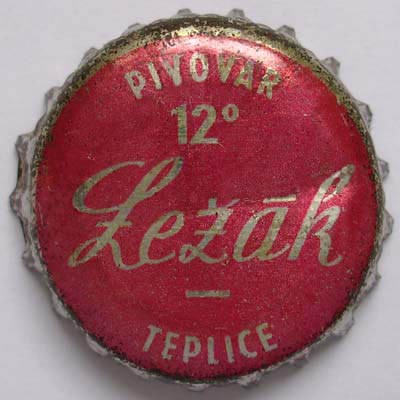 PIVOVAR
12°
Ležák
TEPLICE